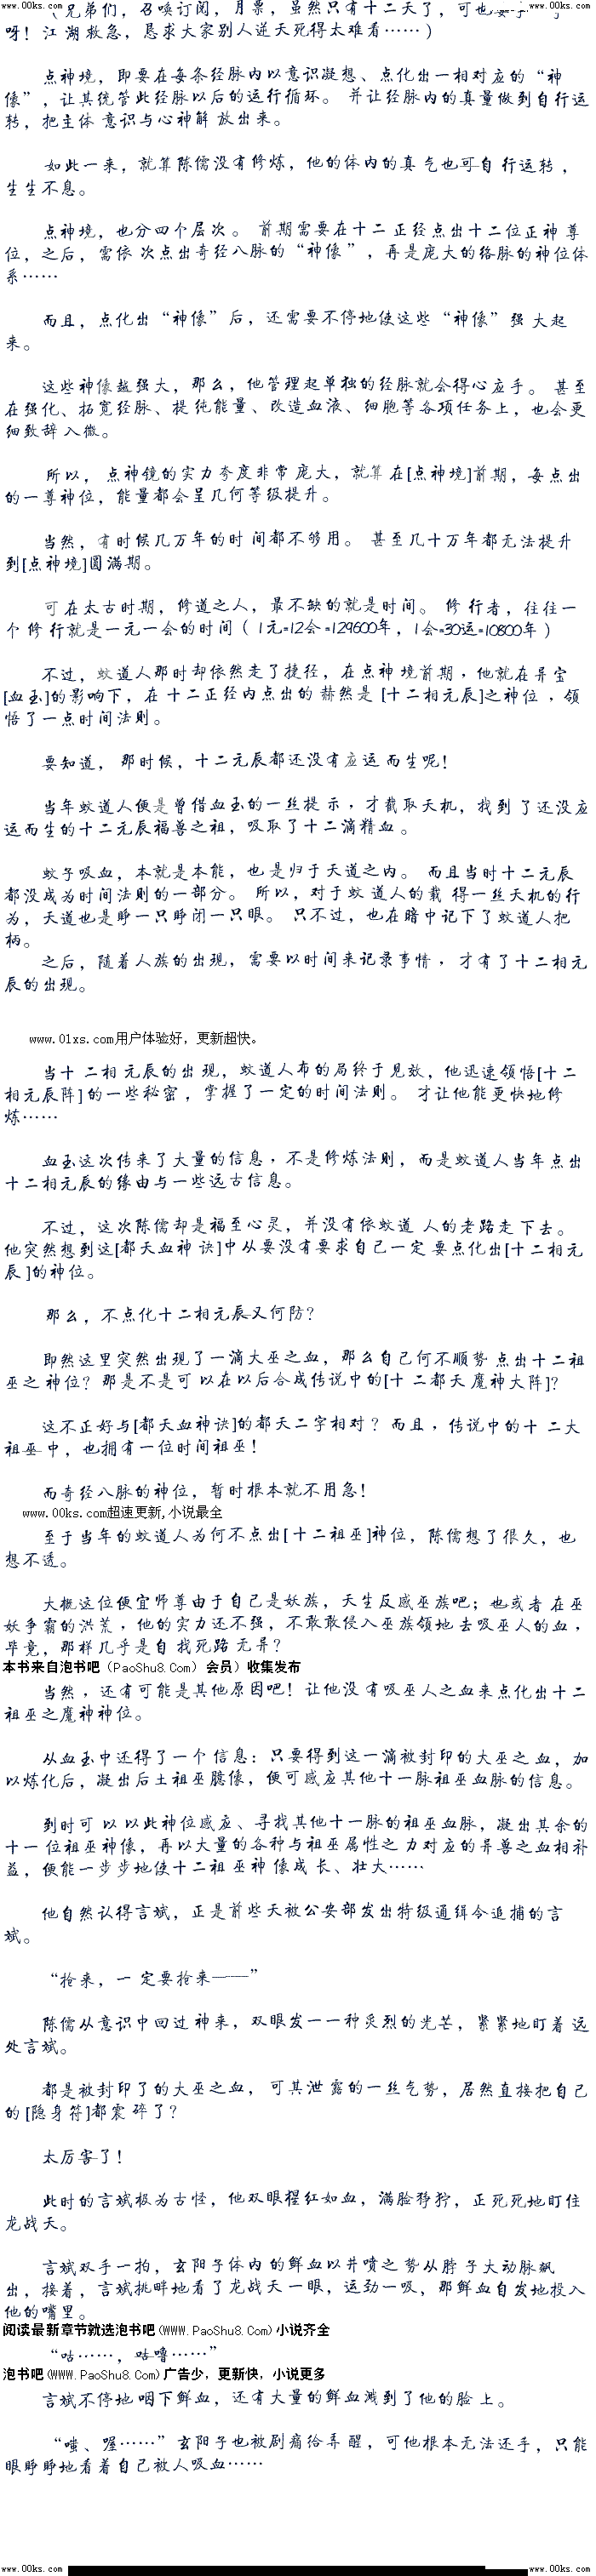 www.00ks.com www.00ks.com
(兄弟们，召唤订阅，月票，虽然只有十二天了，可也要
呀！江湖救急，恳求大家别人逆天死得太难看……)
点神境，即要在每条经脉内以意识凝想、点化出一相对应的“神
像”，让其统管此经脉以后的运行循环。 并让经脉内的真量做到自行运
转，把主体 意识与心神解 放出来。
如此一来，就算陈儒没有修炼，他的体内的真 气也可自 行运转 ，
生生不息。
点神境，也分四个层次 。 前期需要在十二 正经点出十二位正神 尊
位，之后，需依 次点出奇经八脉的“神像 ”，再是庞大的络脉的神位体
系……
而且，点化出 “神像”后，还需要不停地使这些“神像”强 大起
来。
这些神像越强大，那么，他管理起单独的经脉就会得心应手。 甚至
在强化、拓宽经脉、提 纯能量、改造血液、细胞等各项任务上，也会更
细致辟 入微。
所以， 点神镜的实力夸度非常 庞大，就算 在[点神境]前期，每点出
的一尊神位，能量都会呈几何等级提升。
当然，有时候几万年的时 间都不够用。 甚至几十万年都无法提升
到[点神境]圆满期。
可在太古时期，修道之人，最不缺的就是时间。 修 行者，往往一
个 修 行就是一元一会的时间 ( 1元=12会=129600年，1会=30运=10800年 )
不过，蚊道人那时却依然走了捷径，在点神 境前期，他就在异宝
[血玉]的影响下，在 十二正经内点出的 赫然是 [十二相元辰]之神位 ，领
悟了一点时间法则。
要知道， 那时候，十二元辰都还没有应运 而生呢！
当年蚊道人便是曾借血玉的一丝提示，才截取天机，找到 了还没应
运而生的十二元辰福兽之祖，吸取了十二滴精血 。
蚊子吸血，本就是本能，也是归于天道之内。 而且当时十二元辰
都没成为时间法则的一部分。 所以，对于蚊 道人的载 得一丝天机的行
为，天道也是睁一只睁闭一只眼。 只不过，也在暗中记下了蚊道人把
柄。
之后，随着人族的出现，需要以时间来记录事情 ，才有了十二相元
辰的出现。
www.01xs.com用户体验好，更新超快。
当十 二相元辰的出 现，蚊道人布的局终于见效，他迅速领悟[十二
相元辰阵]的一些秘密 ，掌握了一定的时间法则。 才让他能更快地修
炼……
血玉这次传来了大量的信息，不是修炼法则，而是蚊道人当年点出
十二相元辰的缘由与一些远古信息。
不过，这次陈儒却是福至心灵，并没有依蚊道 人的老路走下去。
他突然想到这[都天血神 诀]中从要没有要求自己一定 要点化出[十二相元
辰]的神位。
那么，不点化十二相元辰又何防？
即然这里突然出现了一滴大巫之血，那么自己何不顺势 点出十二祖
巫之 神位？那是不是可 以在以后合成传说中的[十 二都天 魔神大阵]？
这不正好与[都天血神诀]的都天二字相对？而且，传说中的十 二大
祖巫中，也拥有一位时间祖巫！
而奇经八脉的神位，暂时根本就不用急！
www.00ks.com超速更新,小说最全
至于当年的蚊道人为何不点出[十二祖巫]神位，陈儒想了很久，也
想不透。
大概这位便宜师尊由于自己是妖族，天生反感巫族吧；也或者 在巫
妖争霸的洪荒，他的实力还不强，不敢敢侵入巫族领地 去吸巫人的血，
毕竟，那样几乎是自 找死路 无异？
本书来自泡书吧（PaoShu8.Com）会员）收集发布
当然 ，还有可能是其他原因吧！让他没 有吸巫人之血来点化出十二
祖巫之魔神神位。
从血玉中还得了一个 信息：只要得到这一滴被封印的大巫之血，加
以炼化后，凝出后土祖巫臆像，便可感应其他十一脉祖巫血脉的信息。
到时可 以以此神位感应、寻找其他十一脉的祖巫血脉，凝出其余的
十一 位祖巫神像，再以大量的各种与祖巫属性之 力对应的异兽之血相补
益，便能一步步地使十二祖 巫神 像成 长、壮大……
他自然认得言斌，正是前些天被公安部发出特级通缉令追捕的言
斌。
“抢来，一 定要抢来——”
陈儒从意识中回过 神来，双眼发一一种炙烈的光芒，紧紧地盯着 远
处言斌。
都是被封印了的大巫之血， 可其泄 露的一丝气势，居然直接把自己
的[隐身符]都震 碎了？
太厉害了！
此时的言斌极为古怪，他双眼猩红如血，满脸狰狞，正死死地盯住
龙战天。
言斌双手一拍，玄阳子体内的鲜血以井喷之 势从脖 子大动脉飙
出，接着，言斌挑衅地看了龙战天一眼，运劲一吸，那鲜血自发地投入
他的嘴里。
阅读最新章节就选泡书吧(WWW.PaoShu8.Com)小说齐全
“咕……，咕噜……”
泡书吧(WWW.PaoShu8.Com)广告少，更新快，小说更多
言斌不停地 咽下鲜血，还有大量的鲜血溅到了他的脸 上。
“嗤、喔……”玄阳子也被剧痛给弄 醒，可他根本无法还手，只能
眼睁睁地看着自己被人吸血……
www.00ks.com www.00ks.com